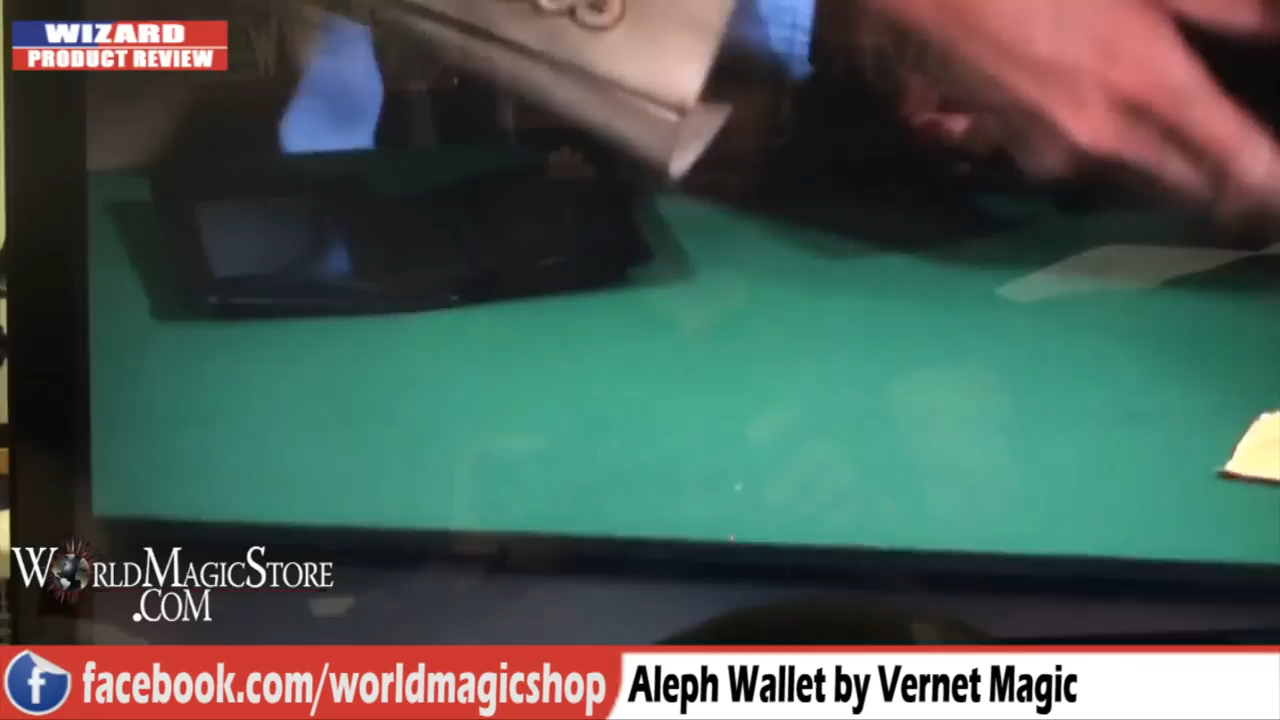 WIZARD
PRODUCT REVIEW
WORLDMAGICSTORE
.COM
facebook.com/worldmagicshop
Aleph Wallet by Vernet Magic